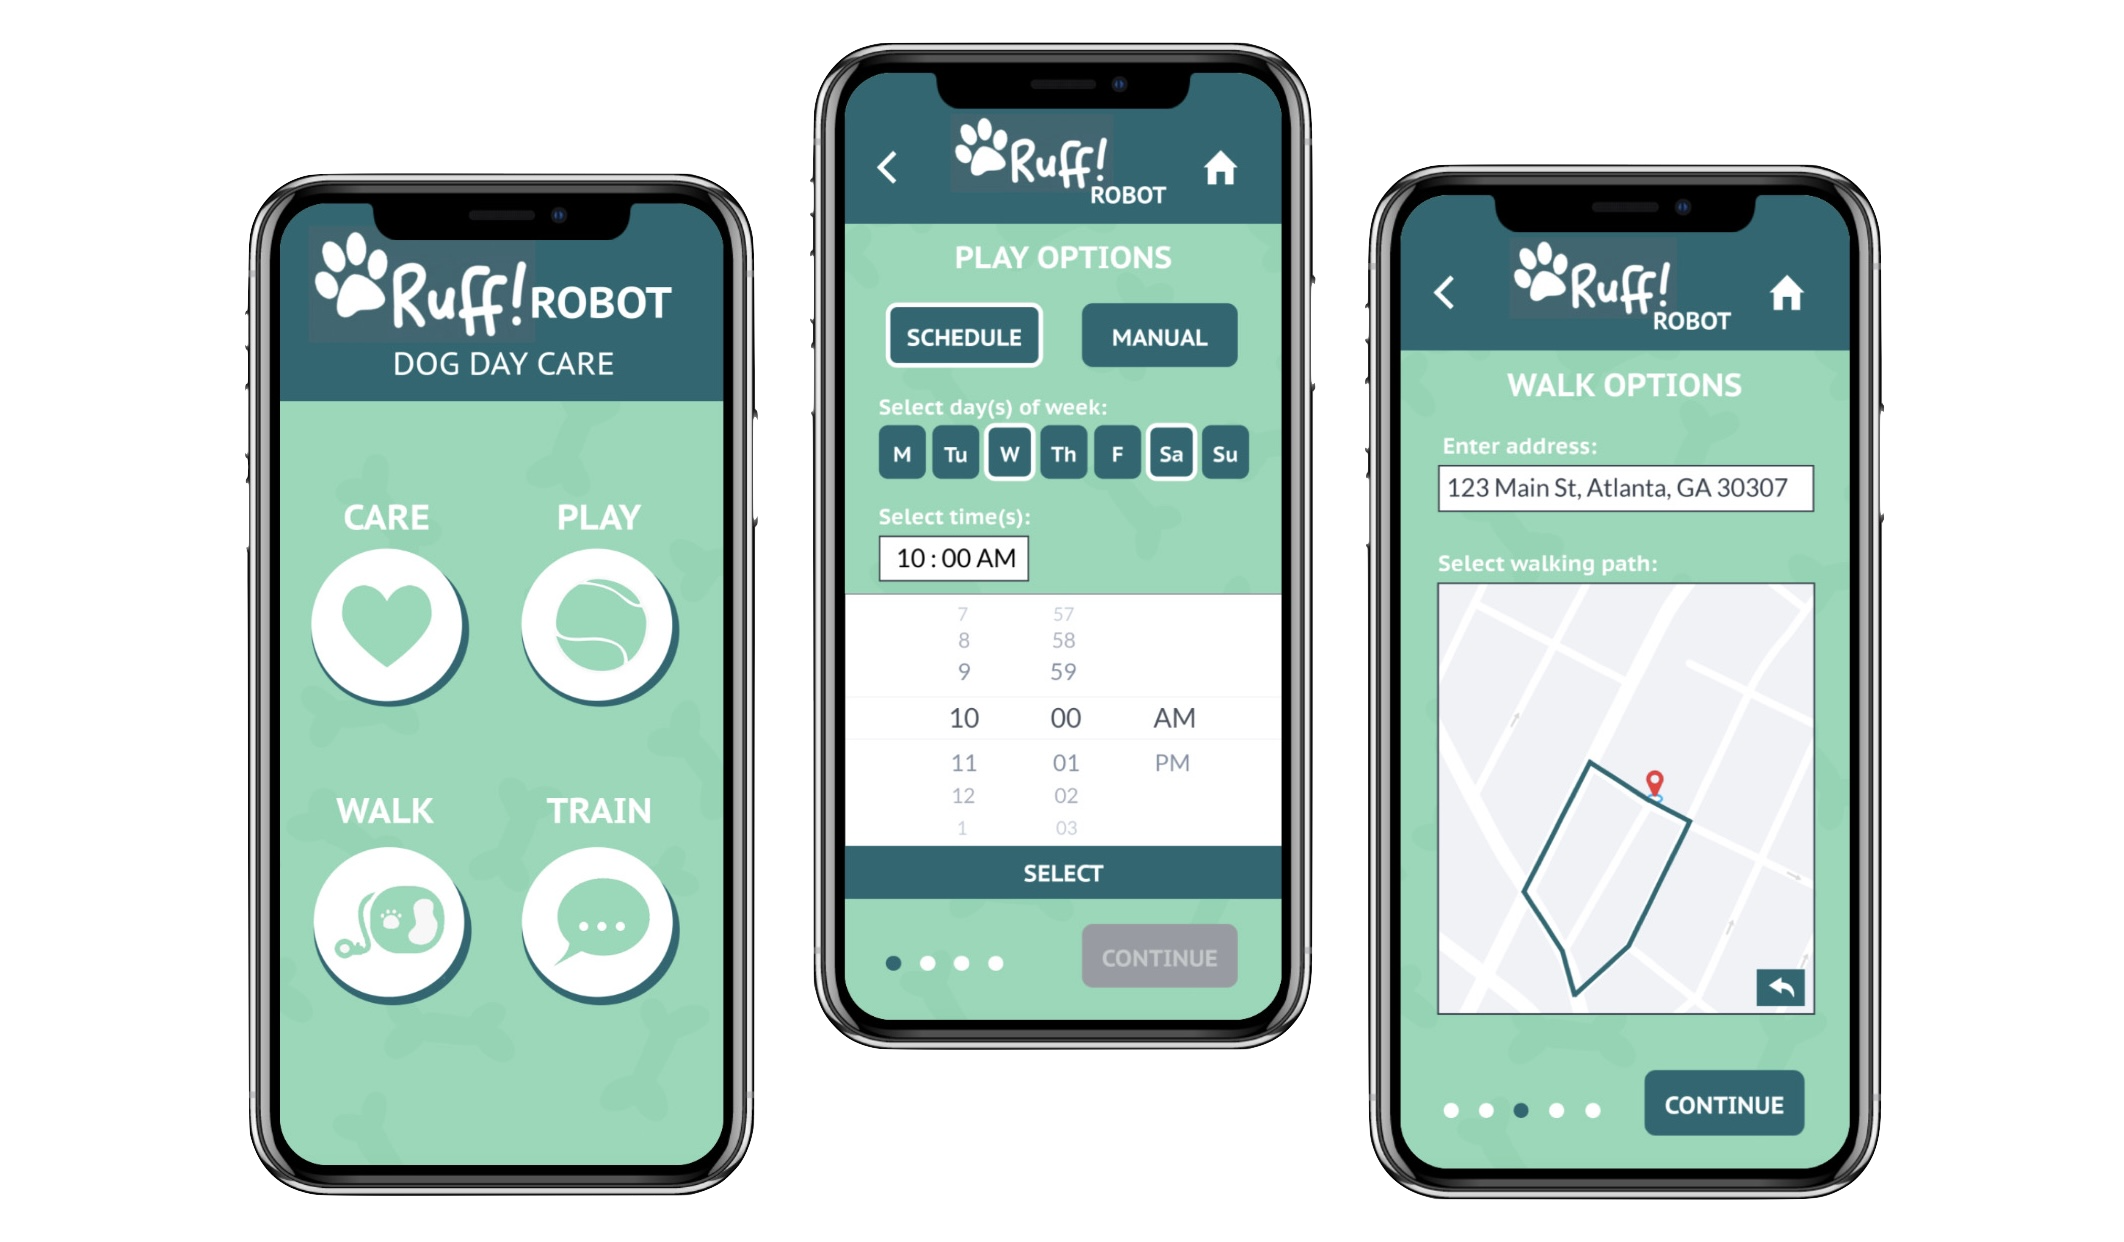 Ruff! ROBOT
DOG DAY CARE
CARE PLAY
WALK TRAIN
Ruff!
ROBOT
PLAY OPTIONS
SCHEDULE MANUAL
Select day(s) of week:
M Tu W Th F Sa Su
Select time(s):
10 : 00 AM
7 57
8 58
9 59
10 00 AM
11 01 PM
12 02
1 03
SELECT
CONTINUE
Ruff!
ROBOT
WALK OPTIONS
Enter address:
123 Main St, Atlanta, GA 30307
Select walking path:
CONTINUE